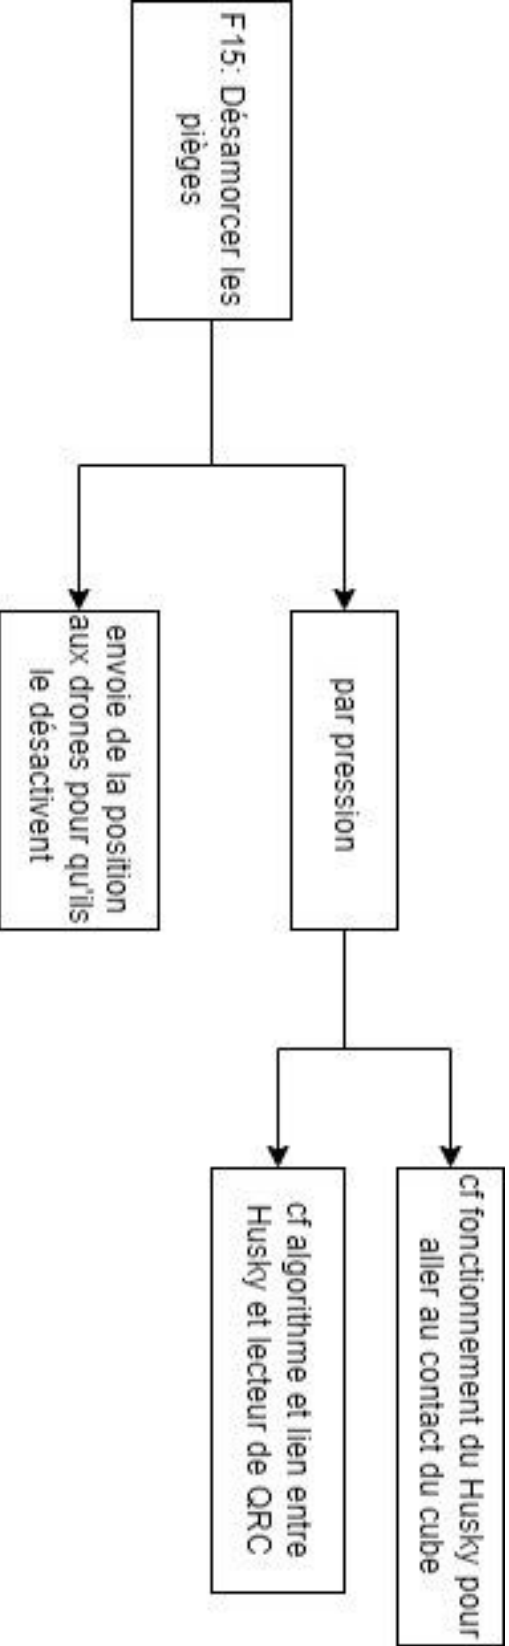 F15: Désamorcer les
pièges
par pression
envoie de la position
aux drones pour qu'ils
le désactivent
cf fonctionnement du Husky pour
aller au contact du cube
cf algorithme et lien entre
Husky et lecteur de QRC